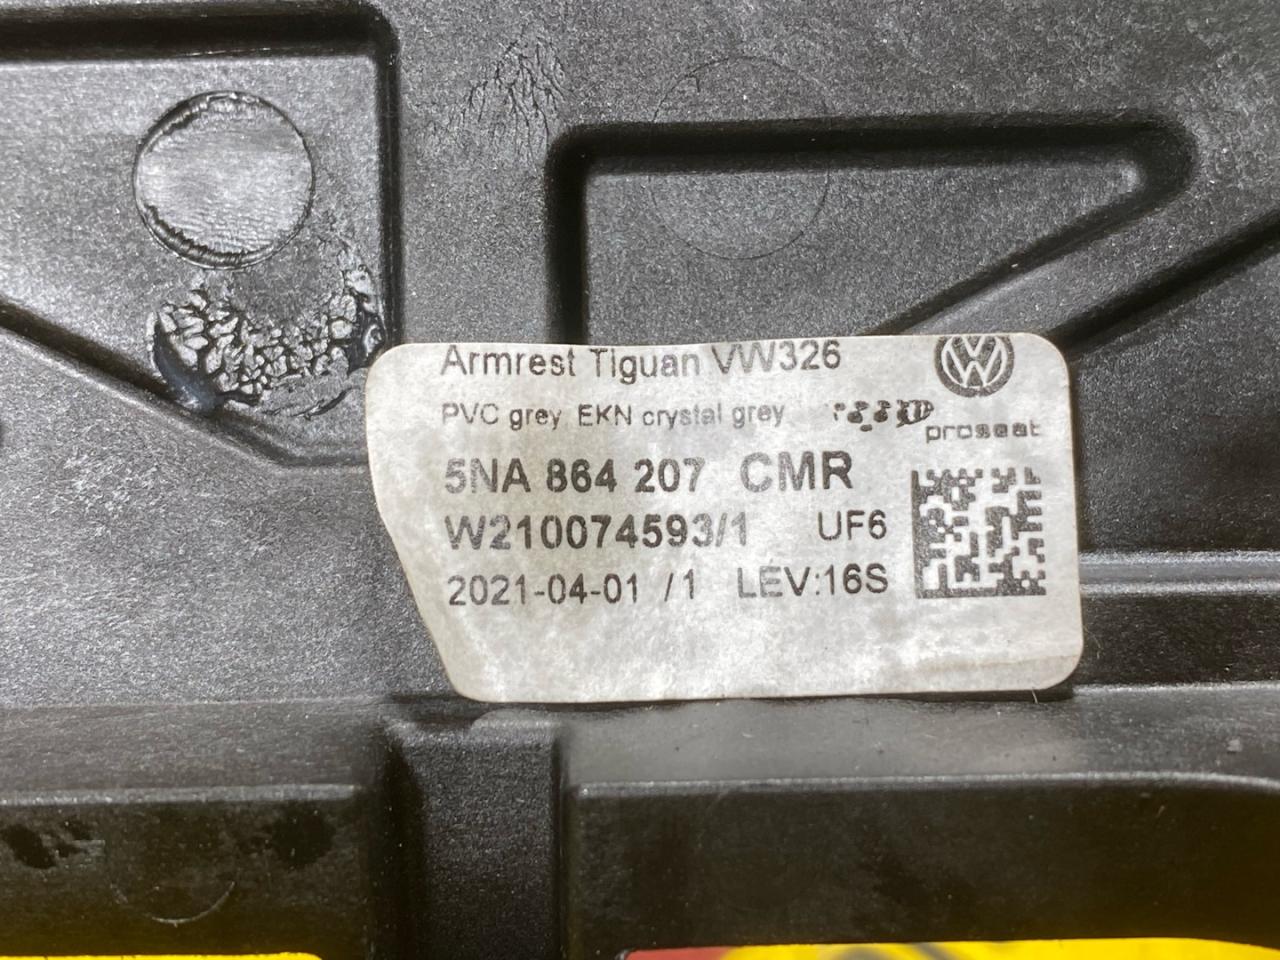 Armrest Tiguan VW326
PVC grey EKN crystal grey
proseat
5NA 864 207 CMR
W210074593/1 UF6
2021-04-01 /1 LEV:16S